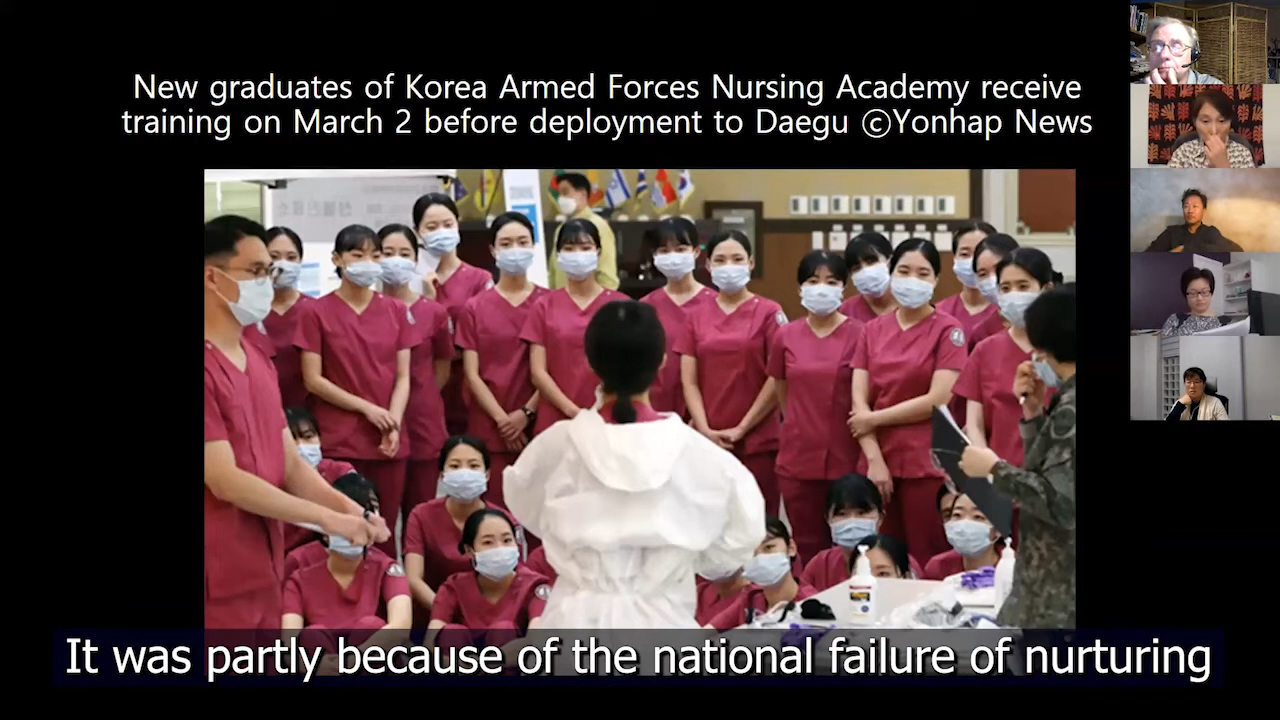 New graduates of Korea Armed Forces Nursing Academy receive
training on March 2 before deployment to Daegu ©Yonhap News
It was partly because of the national failure of nurturing